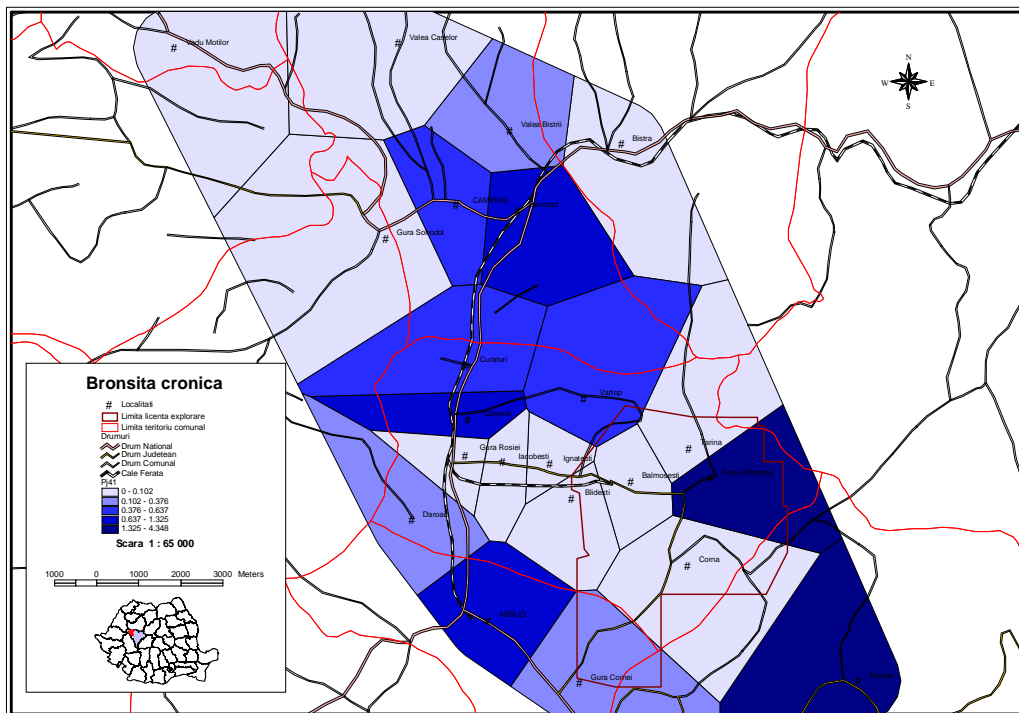 Vadu Motilor
Valea Caselor
N
W E
S
Valea Bistrii
Bistra
CAMPENI
Gura Sohodol
Curaturi
Vartop
Carpinis
Gura Rosiei
Iacobesti
Ignatesti
Tarina
Balmosesti
Blidesti
Daroaia
Corna
ABRUD
Gura Cornei
Bronsita cronica
# Localitati
Limita licenta explorare
Limita teritoriu comunal
Drumuri
Drum National
Drum Judetean
Drum Comunal
Cale Ferata
Pj41
0 - 0.102
0.102 - 0.376
0.376 - 0.637
0.637 - 1.325
1.325 - 4.348
Scara 1 : 65 000
1000 0 1000 2000 3000 Meters